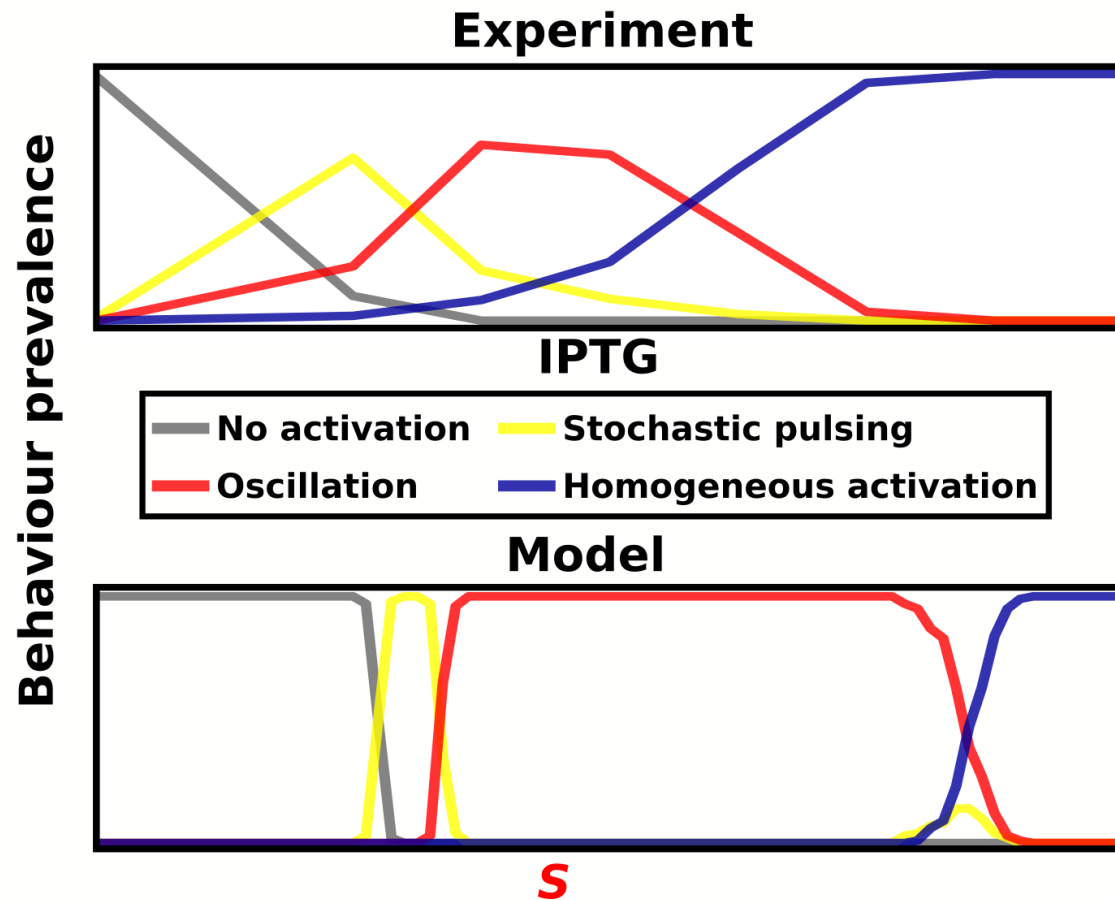 Experiment
Behaviour prevalence
IPTG
No activation
Stochastic pulsing
Oscillation
Homogeneous activation
Model
S